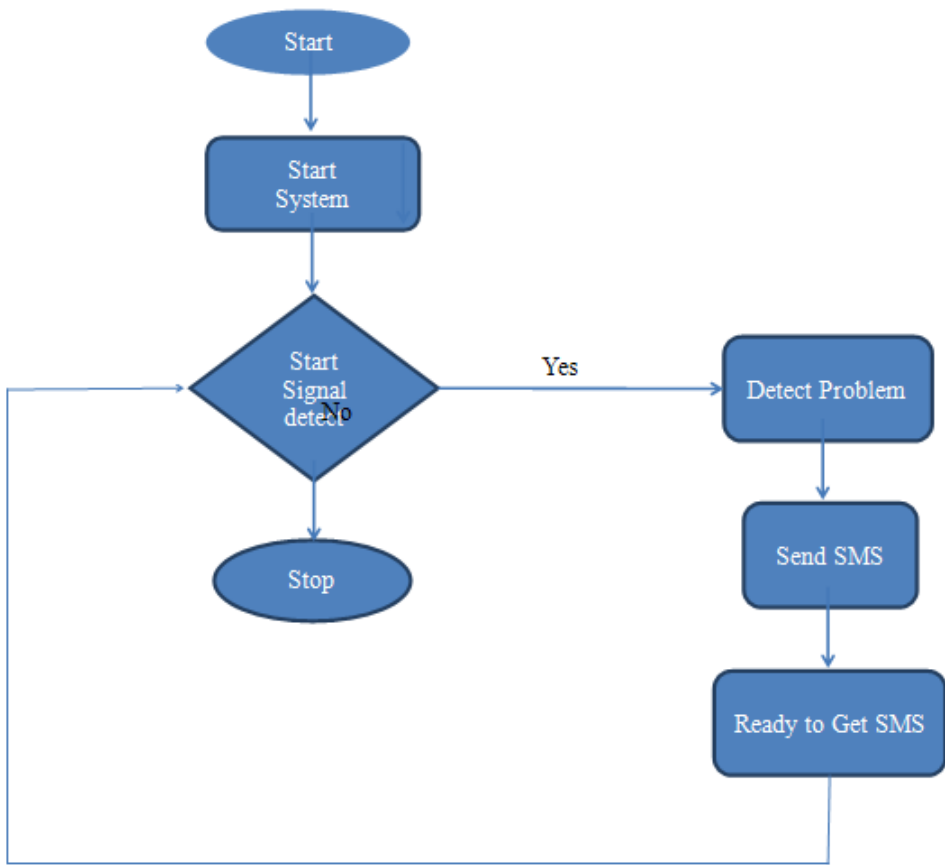 Start
Start
System
Start
Signal
detect
No
Yes
Detect Problem
Send SMS
Ready to Get SMS
Stop